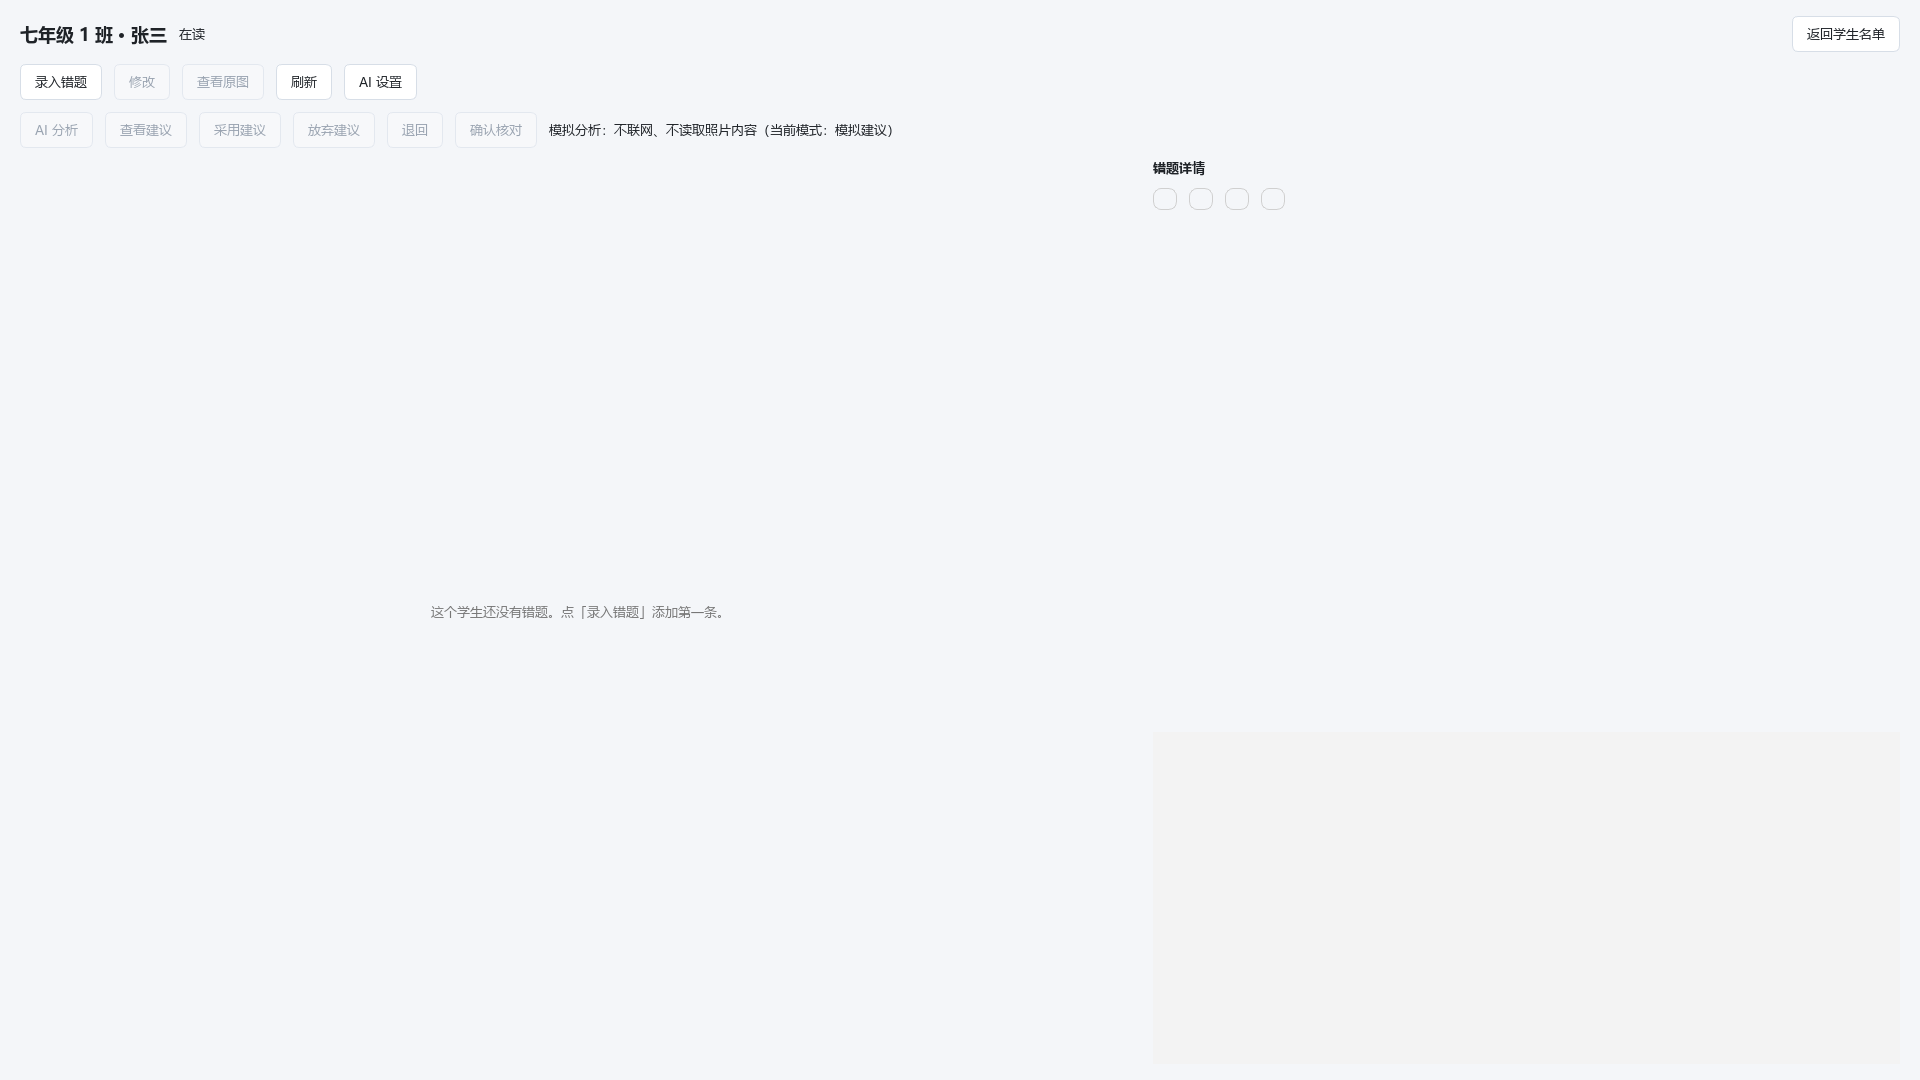 七年级 1 班 • 张三 在读 返回学生名单
录入错题 修改 查看原图 刷新 AI 设置
AI 分析 查看建议 采用建议 放弃建议 退回 确认核对 模拟分析：不联网、不读取照片内容（当前模式：模拟建议）
错题详情
这个学生还没有错题。点「录入错题」添加第一条。